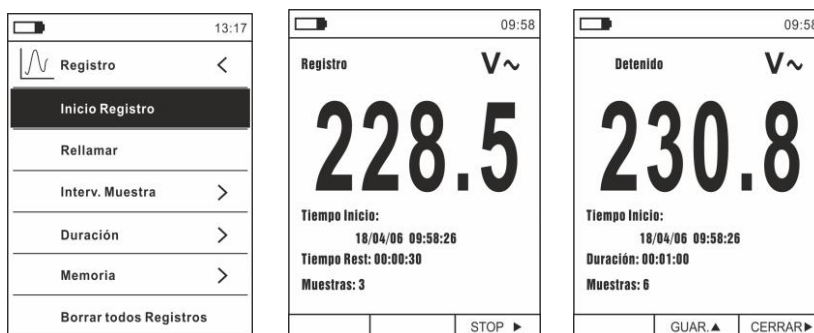 13:17
Registro <
Inicio Registro
Rellamar
Interv. Muestra >
Duración >
Memoria >
Borrar todos Registros
09:58
Registro V~
228.5
Tiempo Inicio:
18/04/06 09:58:26
Tiempo Rest: 00:00:30
Muestras: 3
STOP ►
09:58
Detenido V~
230.8
Tiempo Inicio:
18/04/06 09:58:26
Duración: 00:01:00
Muestras: 6
GUAR.▲ CERRAR►